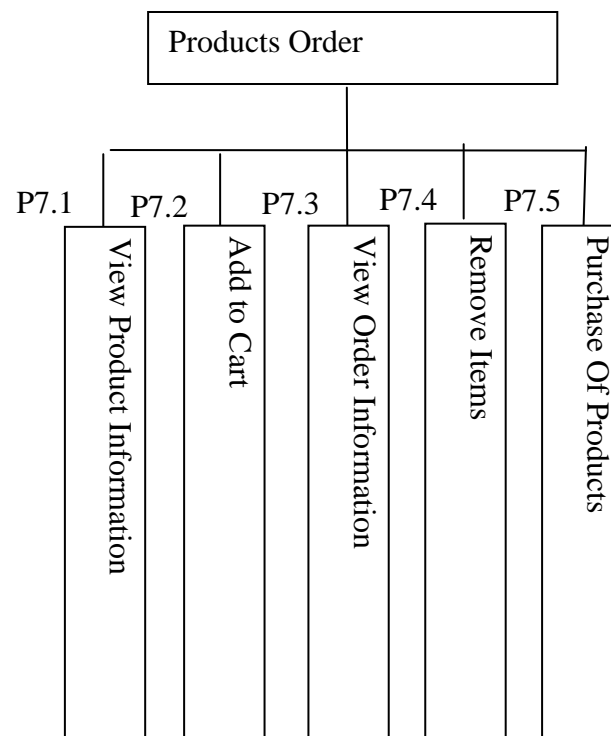 Products Order
P7.1
P7.2
P7.3
P7.4
P7.5
View Product Information
Add to Cart
View Order Information
Remove Items
Purchase Of Products